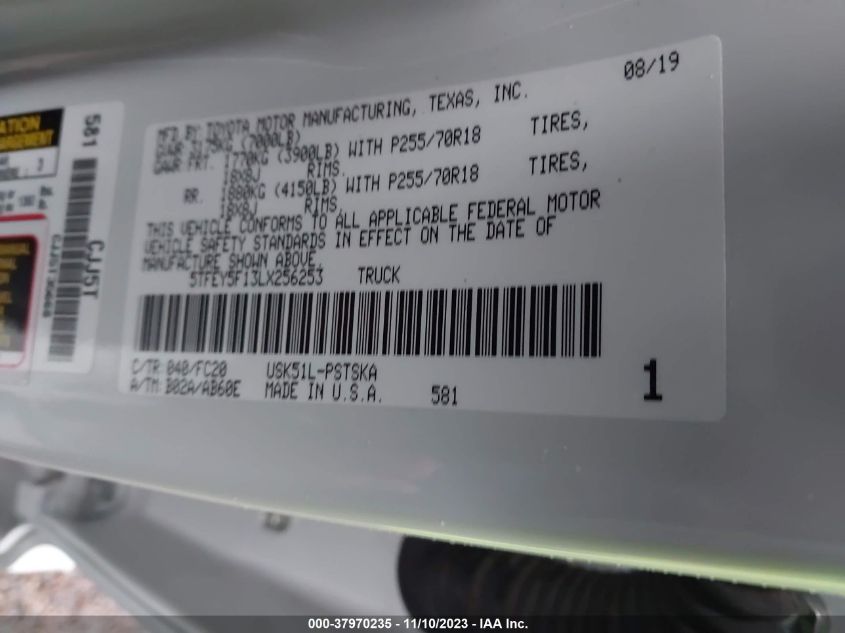 08/19
MFD BY: TOYOTA MOTOR MANUFACTURING, TEXAS, INC.
GVWR 3175KG (7000LB)
GAWR FRT. 1770KG (3900LB) WITH P255/70R18 TIRES,
18X8J RIMS.
RR. 1880KG (4150LB) WITH P255/70R18 TIRES,
18X8J RIMS.
THIS VEHICLE CONFORMS TO ALL APPLICABLE FEDERAL MOTOR
VEHICLE SAFETY STANDARDS IN EFFECT ON THE DATE OF
MANUFACTURE SHOWN ABOVE.
5TFEY5F13LX256253 TRUCK
C/TR: 040/FC20 USK51L-PSTSKA
A/TM: B02A/AB60E MADE IN U.S.A. 581
1
581
CJJ5T
000-37970235 - 11/10/2023 - IAA Inc.